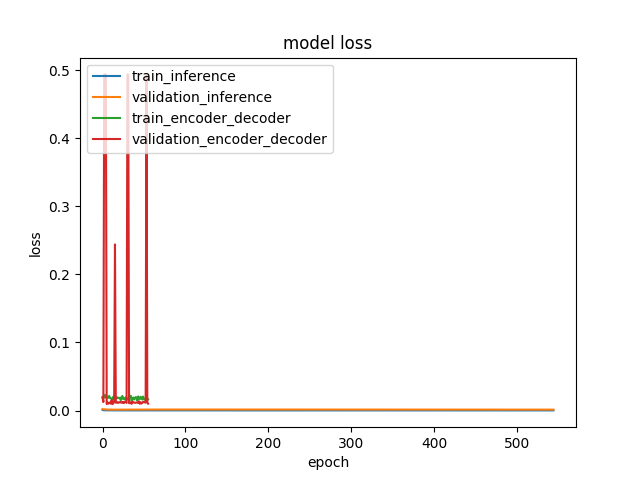 model loss
train_inference
validation_inference
train_encoder_decoder
validation_encoder_decoder
0.5
0.4
0.3
0.2
0.1
0.0
loss
0 100 200 300 400 500
epoch